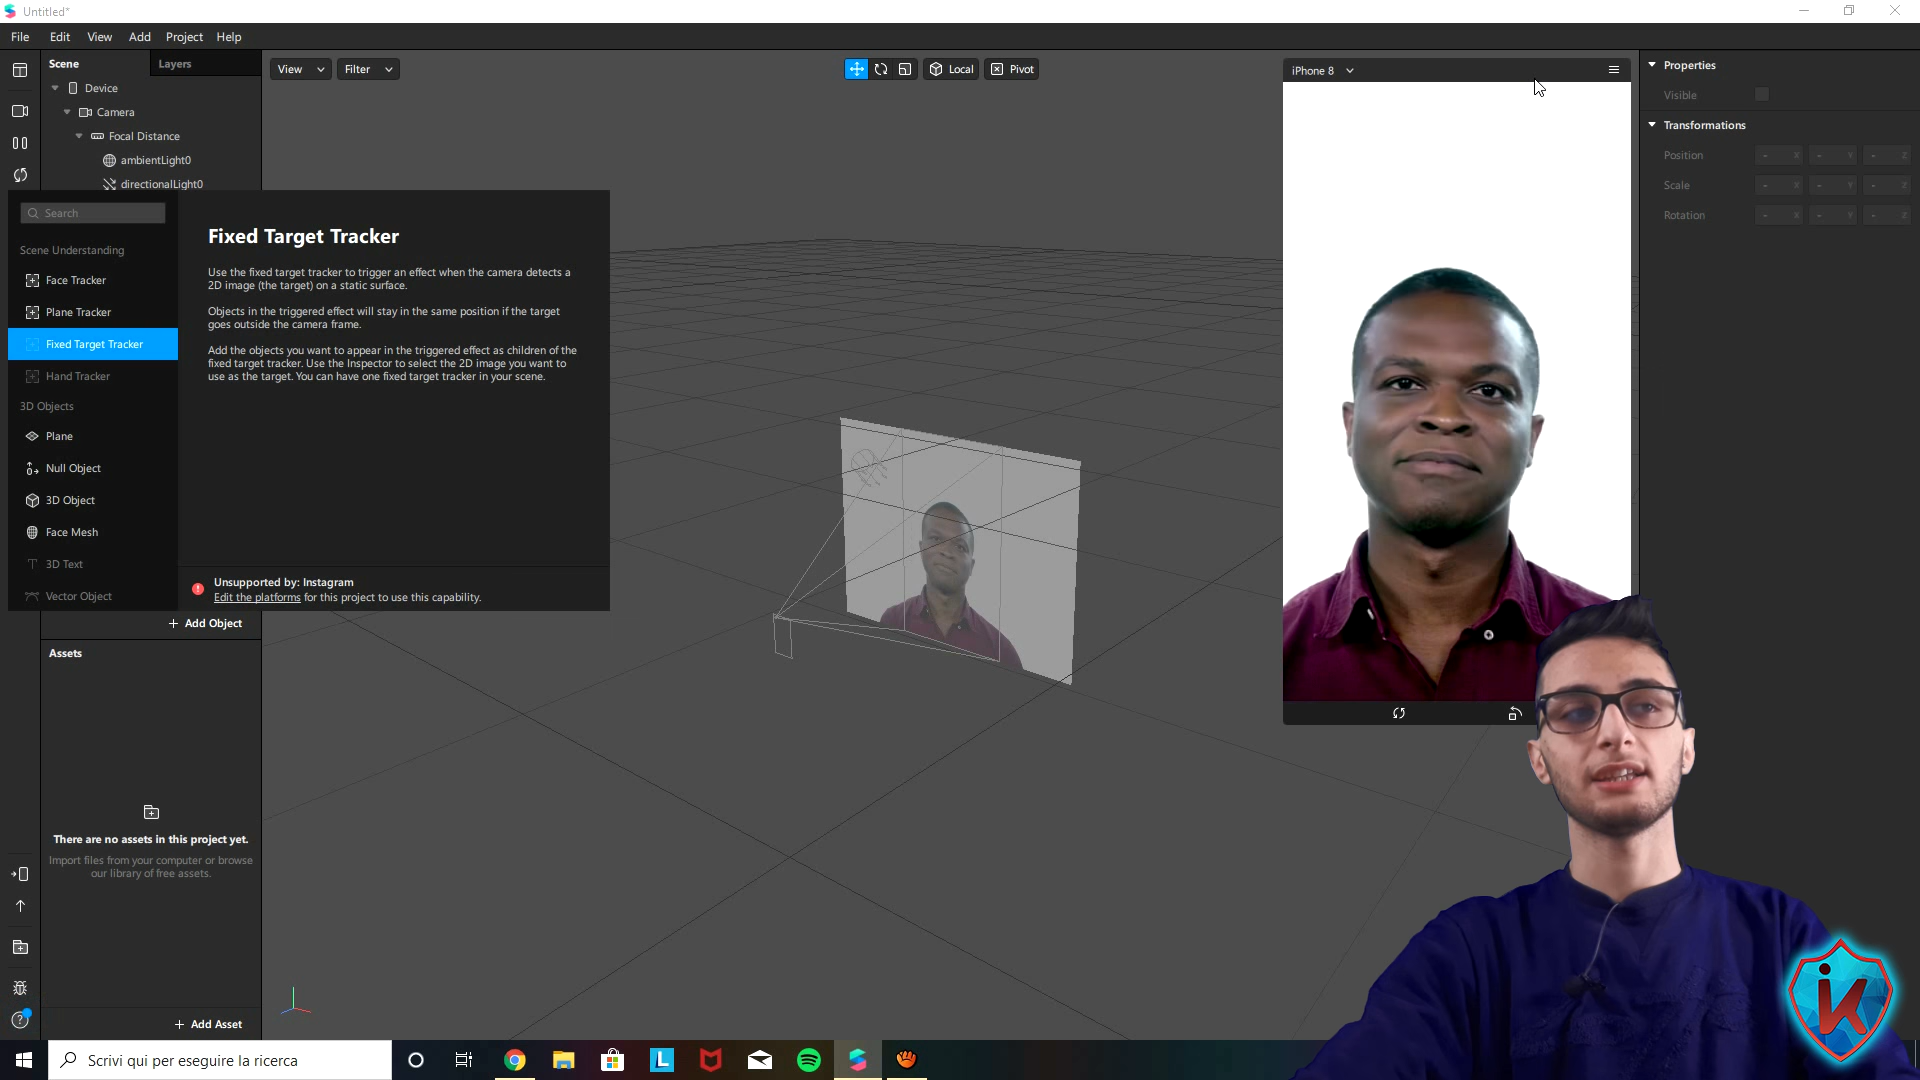 Untitled*
File Edit View Add Project Help
Scene Layers
Device
Camera
Focal Distance
ambientLight0
directionalLight0
Search
Scene Understanding
Face Tracker
Plane Tracker
Fixed Target Tracker
Hand Tracker
3D Objects
Plane
Null Object
3D Object
Face Mesh
3D Text
Vector Object
Fixed Target Tracker
Use the fixed target tracker to trigger an effect when the camera detects a
2D image (the target) on a static surface.
Objects in the triggered effect will stay in the same position if the target
goes outside the camera frame.
Add the objects you want to appear in the triggered effect as children of the
fixed target tracker. Use the Inspector to select the 2D image you want to
use as the target. You can have one fixed target tracker in your scene.
Unsupported by: Instagram
Edit the platforms for this project to use this capability.
+ Add Object
Assets
There are no assets in this project yet.
Import files from your computer or browse
our library of free assets.
+ Add Asset
View Filter
Local Pivot
iPhone 8
Properties
Visible
Transformations
Position - X - Y - Z
Scale - X - Y - Z
Rotation - X - Y - Z
iK
Scrivi qui per eseguire la ricerca
L